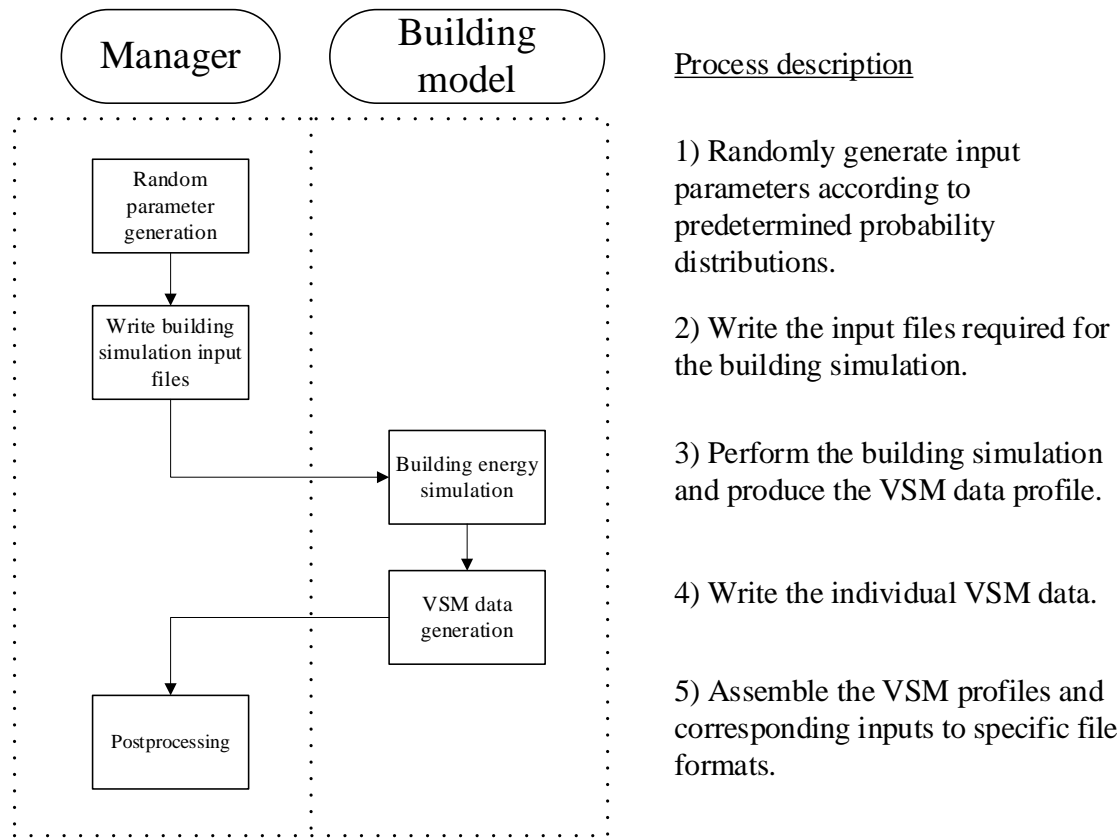 Manager
Building
model
Process description
Random
parameter
generation
1) Randomly generate input
parameters according to
predetermined probability
distributions.
Write building
simulation input
files
2) Write the input files required for
the building simulation.
Building energy
simulation
3) Perform the building simulation
and produce the VSM data profile.
VSM data
generation
4) Write the individual VSM data.
Postprocessing
5) Assemble the VSM profiles and
corresponding inputs to specific file
formats.